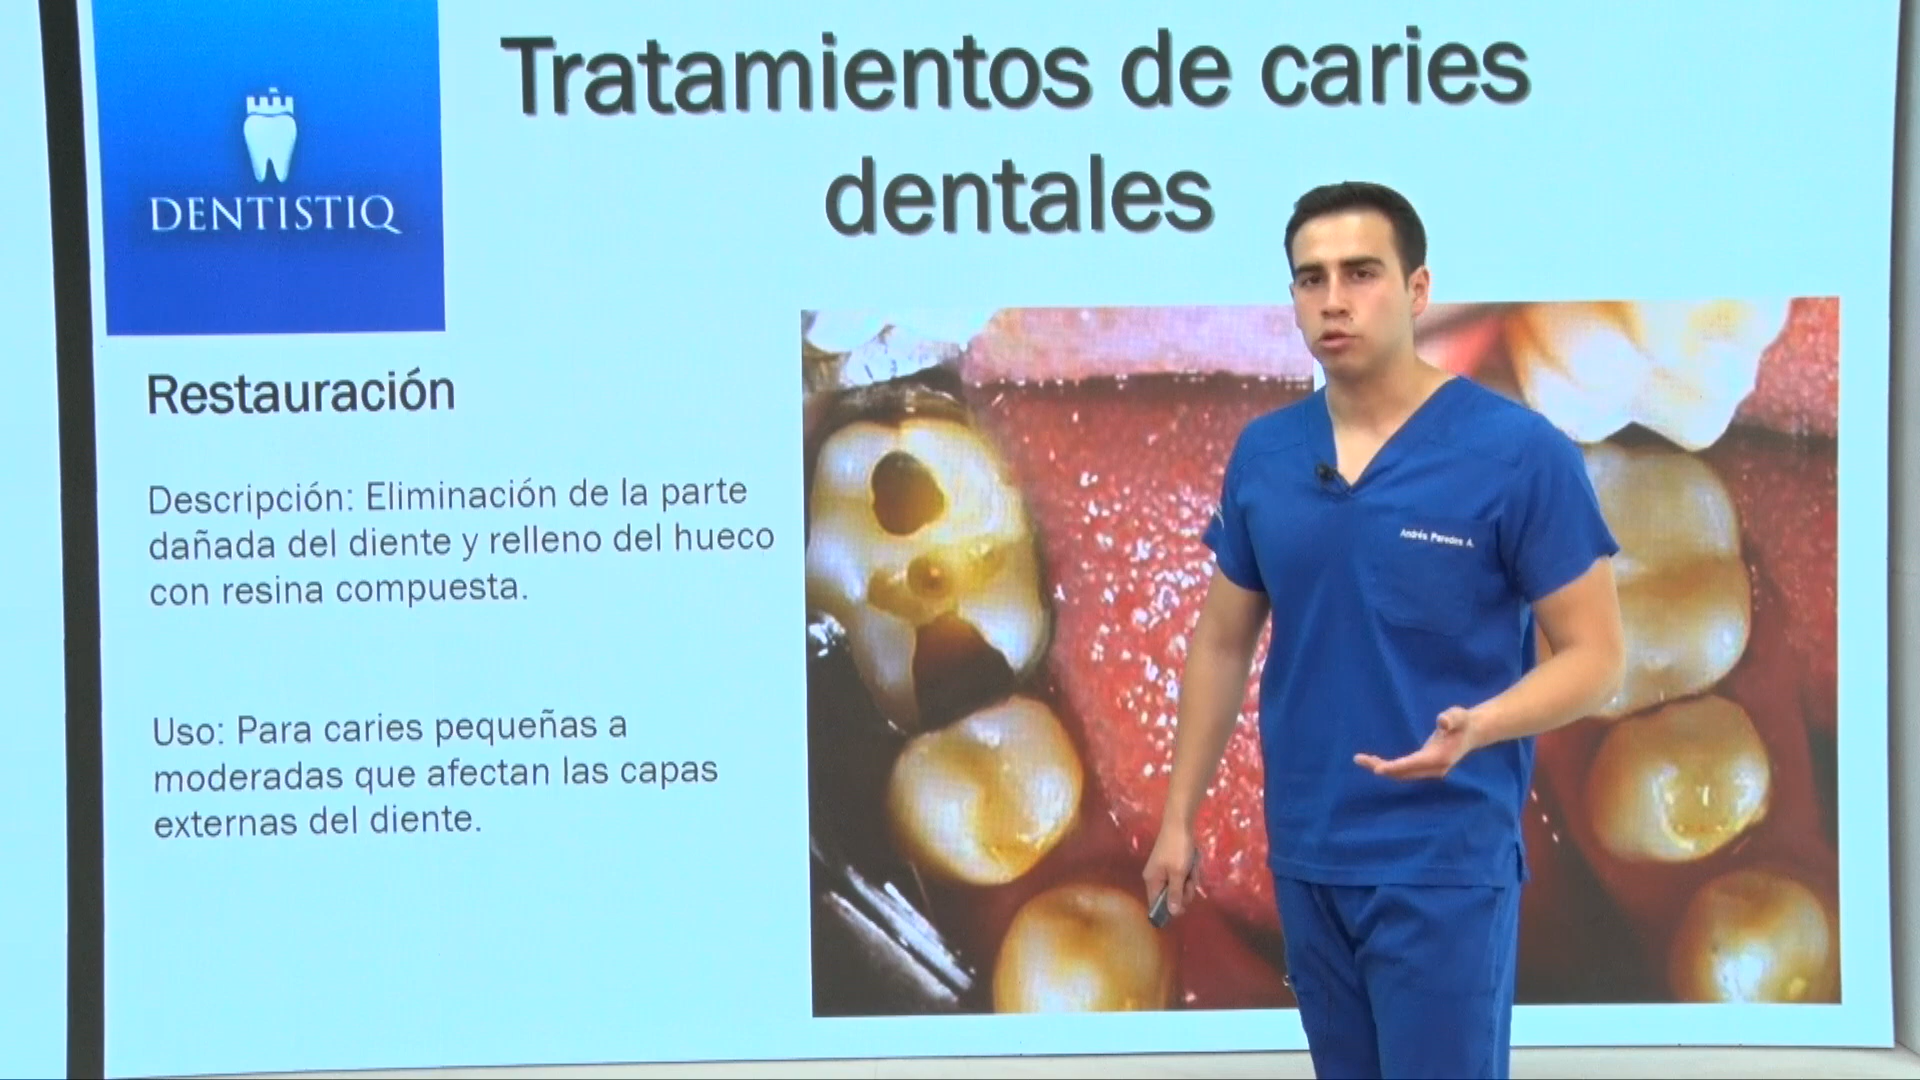 Tratamientos de caries
dentales
DENTISTIQ
Restauración
Descripción: Eliminación de la parte
dañada del diente y relleno del hueco
con resina compuesta.
Uso: Para caries pequeñas a
moderadas que afectan las capas
externas del diente.
Andrés Paredes A.